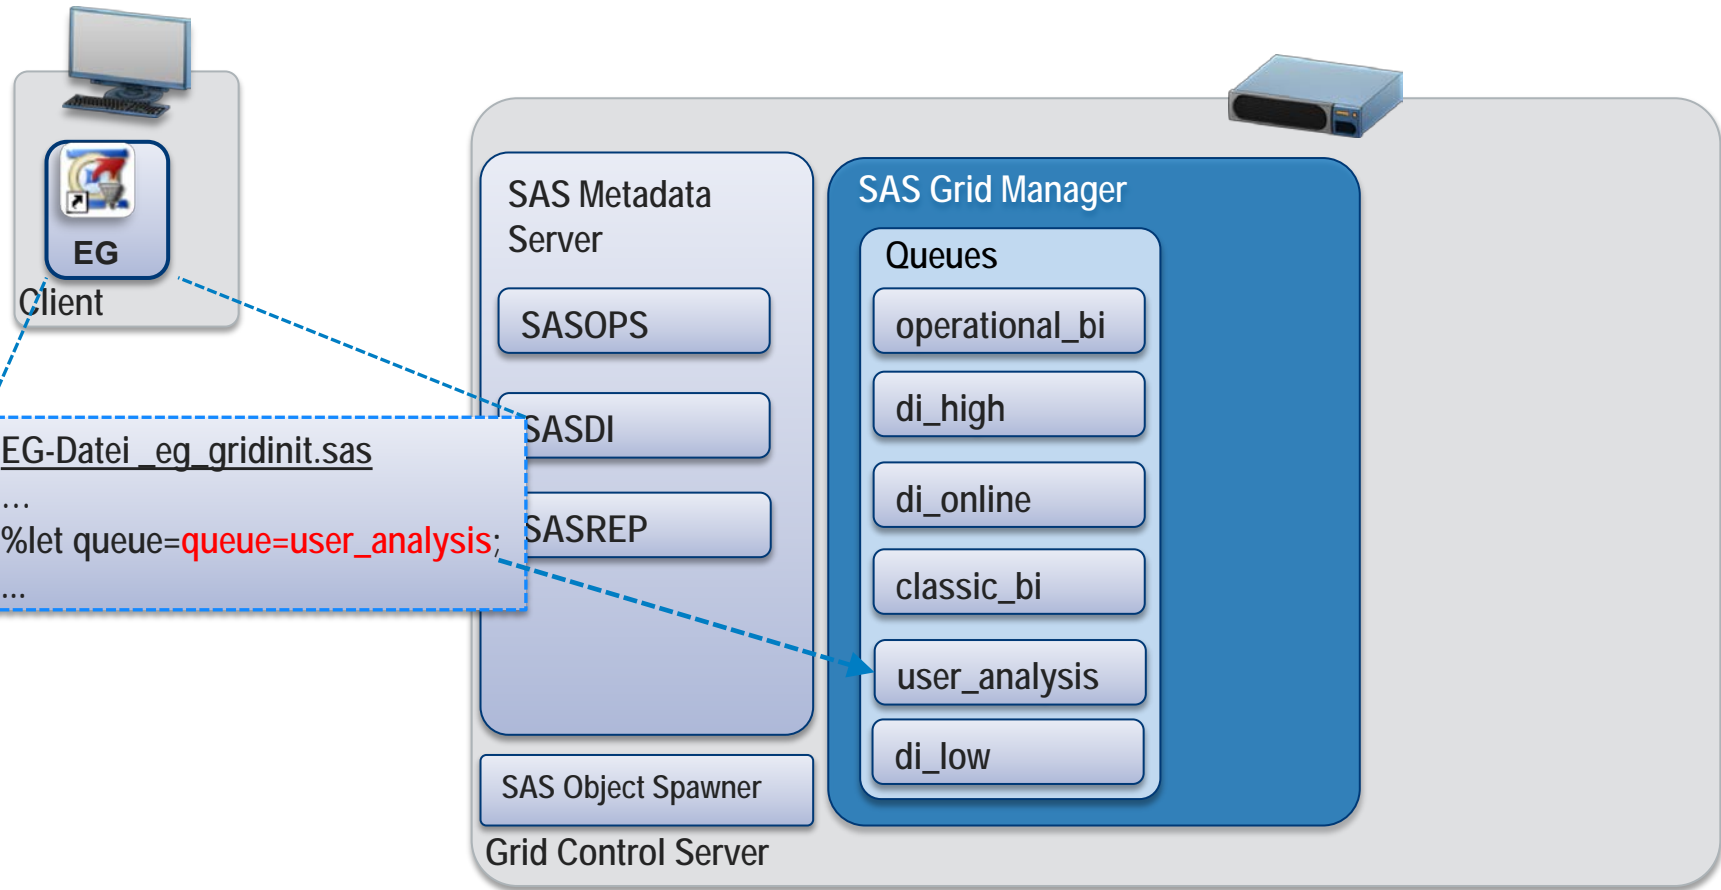 EG
Client
EG-Datei _eg_gridinit.sas
...
%let queue=queue=user_analysis;
...
SAS Metadata
Server
SASOPS
SASDI
SASREP
SAS Object Spawner
Grid Control Server
SAS Grid Manager
Queues
operational_bi
di_high
di_online
classic_bi
user_analysis
di_low